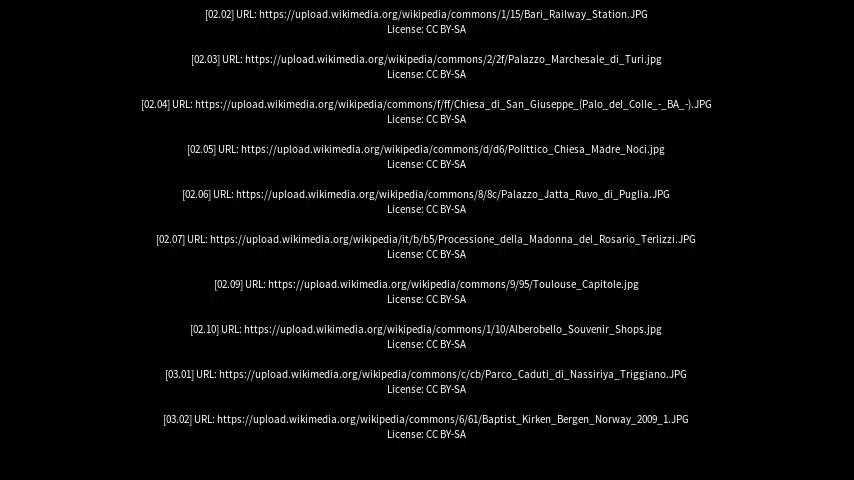 [02.02] URL: https://upload.wikimedia.org/wikipedia/commons/1/15/Bari_Railway_Station.JPG
License: CC BY-SA
[02.03] URL: https://upload.wikimedia.org/wikipedia/commons/2/2f/Palazzo_Marchesale_di_Turi.jpg
License: CC BY-SA
[02.04] URL: https://upload.wikimedia.org/wikipedia/commons/f/ff/Chiesa_di_San_Giuseppe_(Palo_del_Colle_-_BA_-).JPG
License: CC BY-SA
[02.05] URL: https://upload.wikimedia.org/wikipedia/commons/d/d6/Polittico_Chiesa_Madre_Noci.jpg
License: CC BY-SA
[02.06] URL: https://upload.wikimedia.org/wikipedia/commons/8/8c/Palazzo_Jatta_Ruvo_di_Puglia.JPG
License: CC BY-SA
[02.07] URL: https://upload.wikimedia.org/wikipedia/it/b/b5/Processione_della_Madonna_del_Rosario_Terlizzi.JPG
License: CC BY-SA
[02.09] URL: https://upload.wikimedia.org/wikipedia/commons/9/95/Toulouse_Capitole.jpg
License: CC BY-SA
[02.10] URL: https://upload.wikimedia.org/wikipedia/commons/1/10/Alberobello_Souvenir_Shops.jpg
License: CC BY-SA
[03.01] URL: https://upload.wikimedia.org/wikipedia/commons/c/cb/Parco_Caduti_di_Nassiriya_Triggiano.JPG
License: CC BY-SA
[03.02] URL: https://upload.wikimedia.org/wikipedia/commons/6/61/Baptist_Kirken_Bergen_Norway_2009_1.JPG
License: CC BY-SA